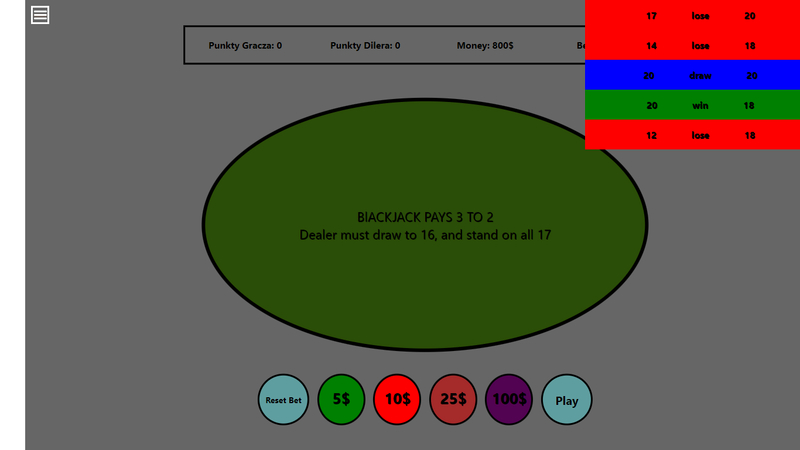 Punkty Gracza: 0 Punkty Dilera: 0 Money: 800$ Be
17 lose 20
14 lose 18
20 draw 20
20 win 18
12 lose 18
BlACKJACK PAYS 3 TO 2
Dealer must draw to 16, and stand on all 17
Reset Bet 5$ 10$ 25$ 100$ Play